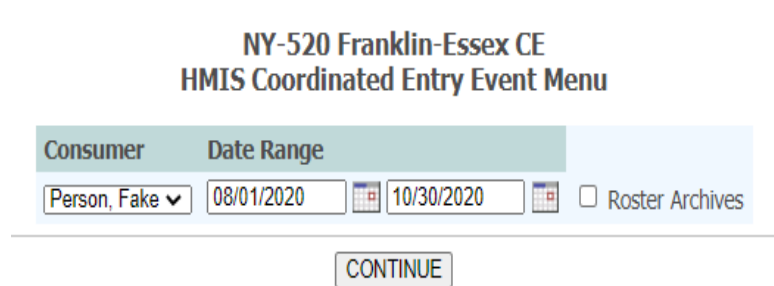 NY-520 Franklin-Essex CE
HMIS Coordinated Entry Event Menu
Consumer Date Range
Person, Fake 08/01/2020 10/30/2020 Roster Archives
CONTINUE